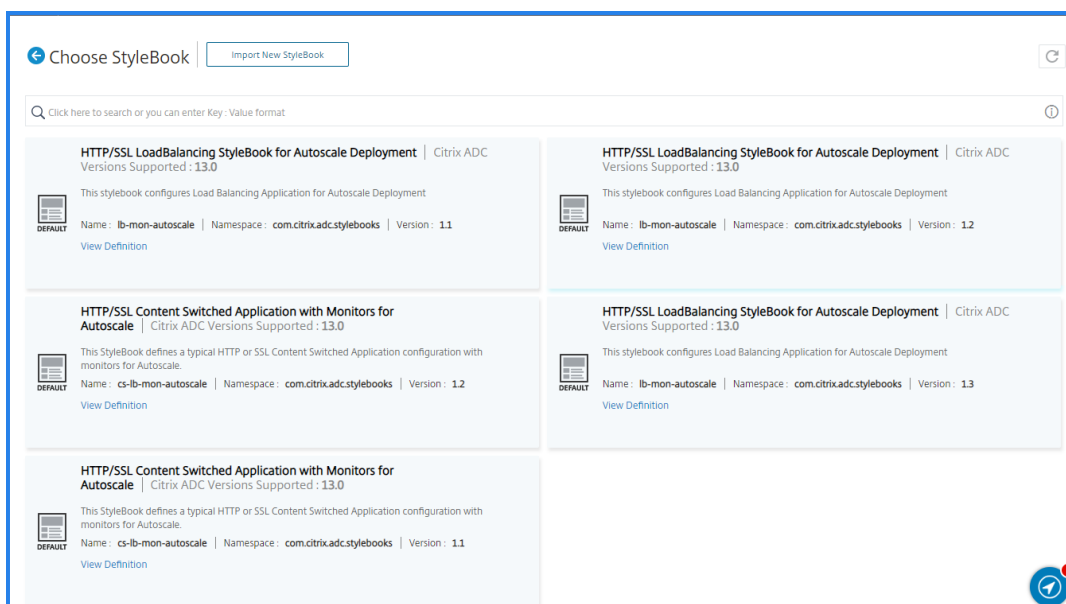 Choose StyleBook
Import New StyleBook
Click here to search or you can enter Key : Value format
HTTP/SSL LoadBalancing StyleBook for Autoscale Deployment | Citrix ADC
Versions Supported : 13.0
This stylebook configures Load Balancing Application for Autoscale Deployment
DEFAULT
Name : lb-mon-autoscale | Namespace : com.citrix.adc.stylebooks | Version : 1.1
View Definition
HTTP/SSL LoadBalancing StyleBook for Autoscale Deployment | Citrix ADC
Versions Supported : 13.0
This stylebook configures Load Balancing Application for Autoscale Deployment
DEFAULT
Name : lb-mon-autoscale | Namespace : com.citrix.adc.stylebooks | Version : 1.2
View Definition
HTTP/SSL Content Switched Application with Monitors for
Autoscale | Citrix ADC Versions Supported : 13.0
This StyleBook defines a typical HTTP or SSL Content Switched Application configuration with
monitors for Autoscale.
DEFAULT
Name : cs-lb-mon-autoscale | Namespace : com.citrix.adc.stylebooks | Version : 1.2
View Definition
HTTP/SSL LoadBalancing StyleBook for Autoscale Deployment | Citrix ADC
Versions Supported : 13.0
This stylebook configures Load Balancing Application for Autoscale Deployment
DEFAULT
Name : lb-mon-autoscale | Namespace : com.citrix.adc.stylebooks | Version : 1.3
View Definition
HTTP/SSL Content Switched Application with Monitors for
Autoscale | Citrix ADC Versions Supported : 13.0
This StyleBook defines a typical HTTP or SSL Content Switched Application configuration with
monitors for Autoscale.
DEFAULT
Name : cs-lb-mon-autoscale | Namespace : com.citrix.adc.stylebooks | Version : 1.1
View Definition